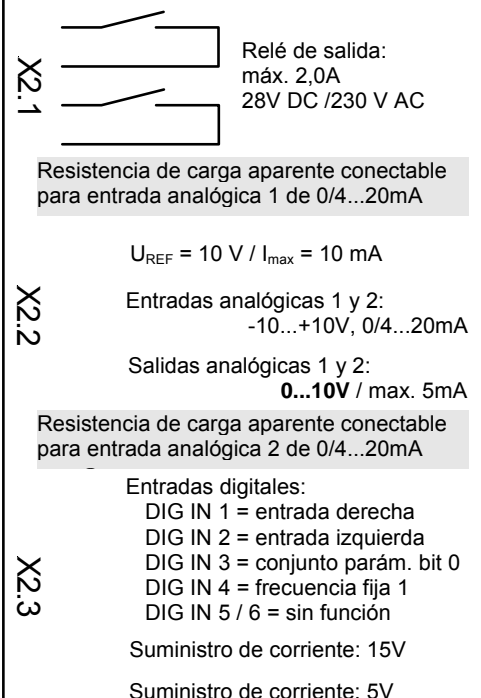 X2.1
Relé de salida:
máx. 2,0A
28V DC /230 V AC
Resistencia de carga aparente conectable
para entrada analógica 1 de 0/4...20mA
X2.2
UREF = 10 V / Imax = 10 mA
Entradas analógicas 1 y 2:
-10...+10V, 0/4...20mA
Salidas analógicas 1 y 2:
0...10V / max. 5mA
Resistencia de carga aparente conectable
para entrada analógica 2 de 0/4...20mA
X2.3
Entradas digitales:
DIG IN 1 = entrada derecha
DIG IN 2 = entrada izquierda
DIG IN 3 = conjunto parám. bit 0
DIG IN 4 = frecuencia fija 1
DIG IN 5 / 6 = sin función
Suministro de corriente: 15V
Suministro de corriente: 5V